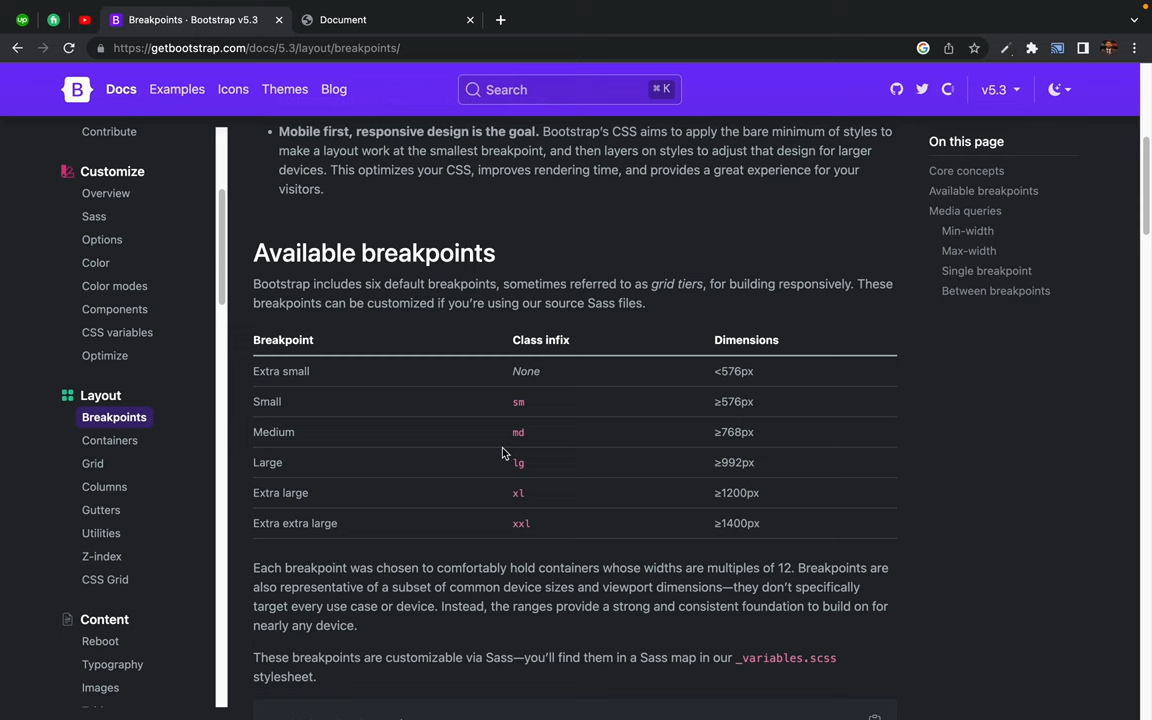 Breakpoints · Bootstrap v5.3
Document
https://getbootstrap.com/docs/5.3/layout/breakpoints/
Docs
Examples
Icons
Themes
Blog
Search
⌘ K
v5.3
Contribute
Customize
Overview
Sass
Options
Color
Color modes
Components
CSS variables
Optimize
Layout
Breakpoints
Containers
Grid
Columns
Gutters
Utilities
Z-index
CSS Grid
Content
Reboot
Typography
Images
• Mobile first, responsive design is the goal. Bootstrap's CSS aims to apply the bare minimum of styles to
make a layout work at the smallest breakpoint, and then layers on styles to adjust that design for larger
devices. This optimizes your CSS, improves rendering time, and provides a great experience for your
visitors.
Available breakpoints
Bootstrap includes six default breakpoints, sometimes referred to as grid tiers, for building responsively. These
breakpoints can be customized if you're using our source Sass files.
Breakpoint Class infix Dimensions
Extra small None <576px
Small sm ≥576px
Medium md ≥768px
Large lg ≥992px
Extra large xl ≥1200px
Extra extra large xxl ≥1400px
Each breakpoint was chosen to comfortably hold containers whose widths are multiples of 12. Breakpoints are
also representative of a subset of common device sizes and viewport dimensions—they don't specifically
target every use case or device. Instead, the ranges provide a strong and consistent foundation to build on for
nearly any device.
These breakpoints are customizable via Sass—you'll find them in a Sass map in our _variables.scss
stylesheet.
On this page
Core concepts
Available breakpoints
Media queries
Min-width
Max-width
Single breakpoint
Between breakpoints